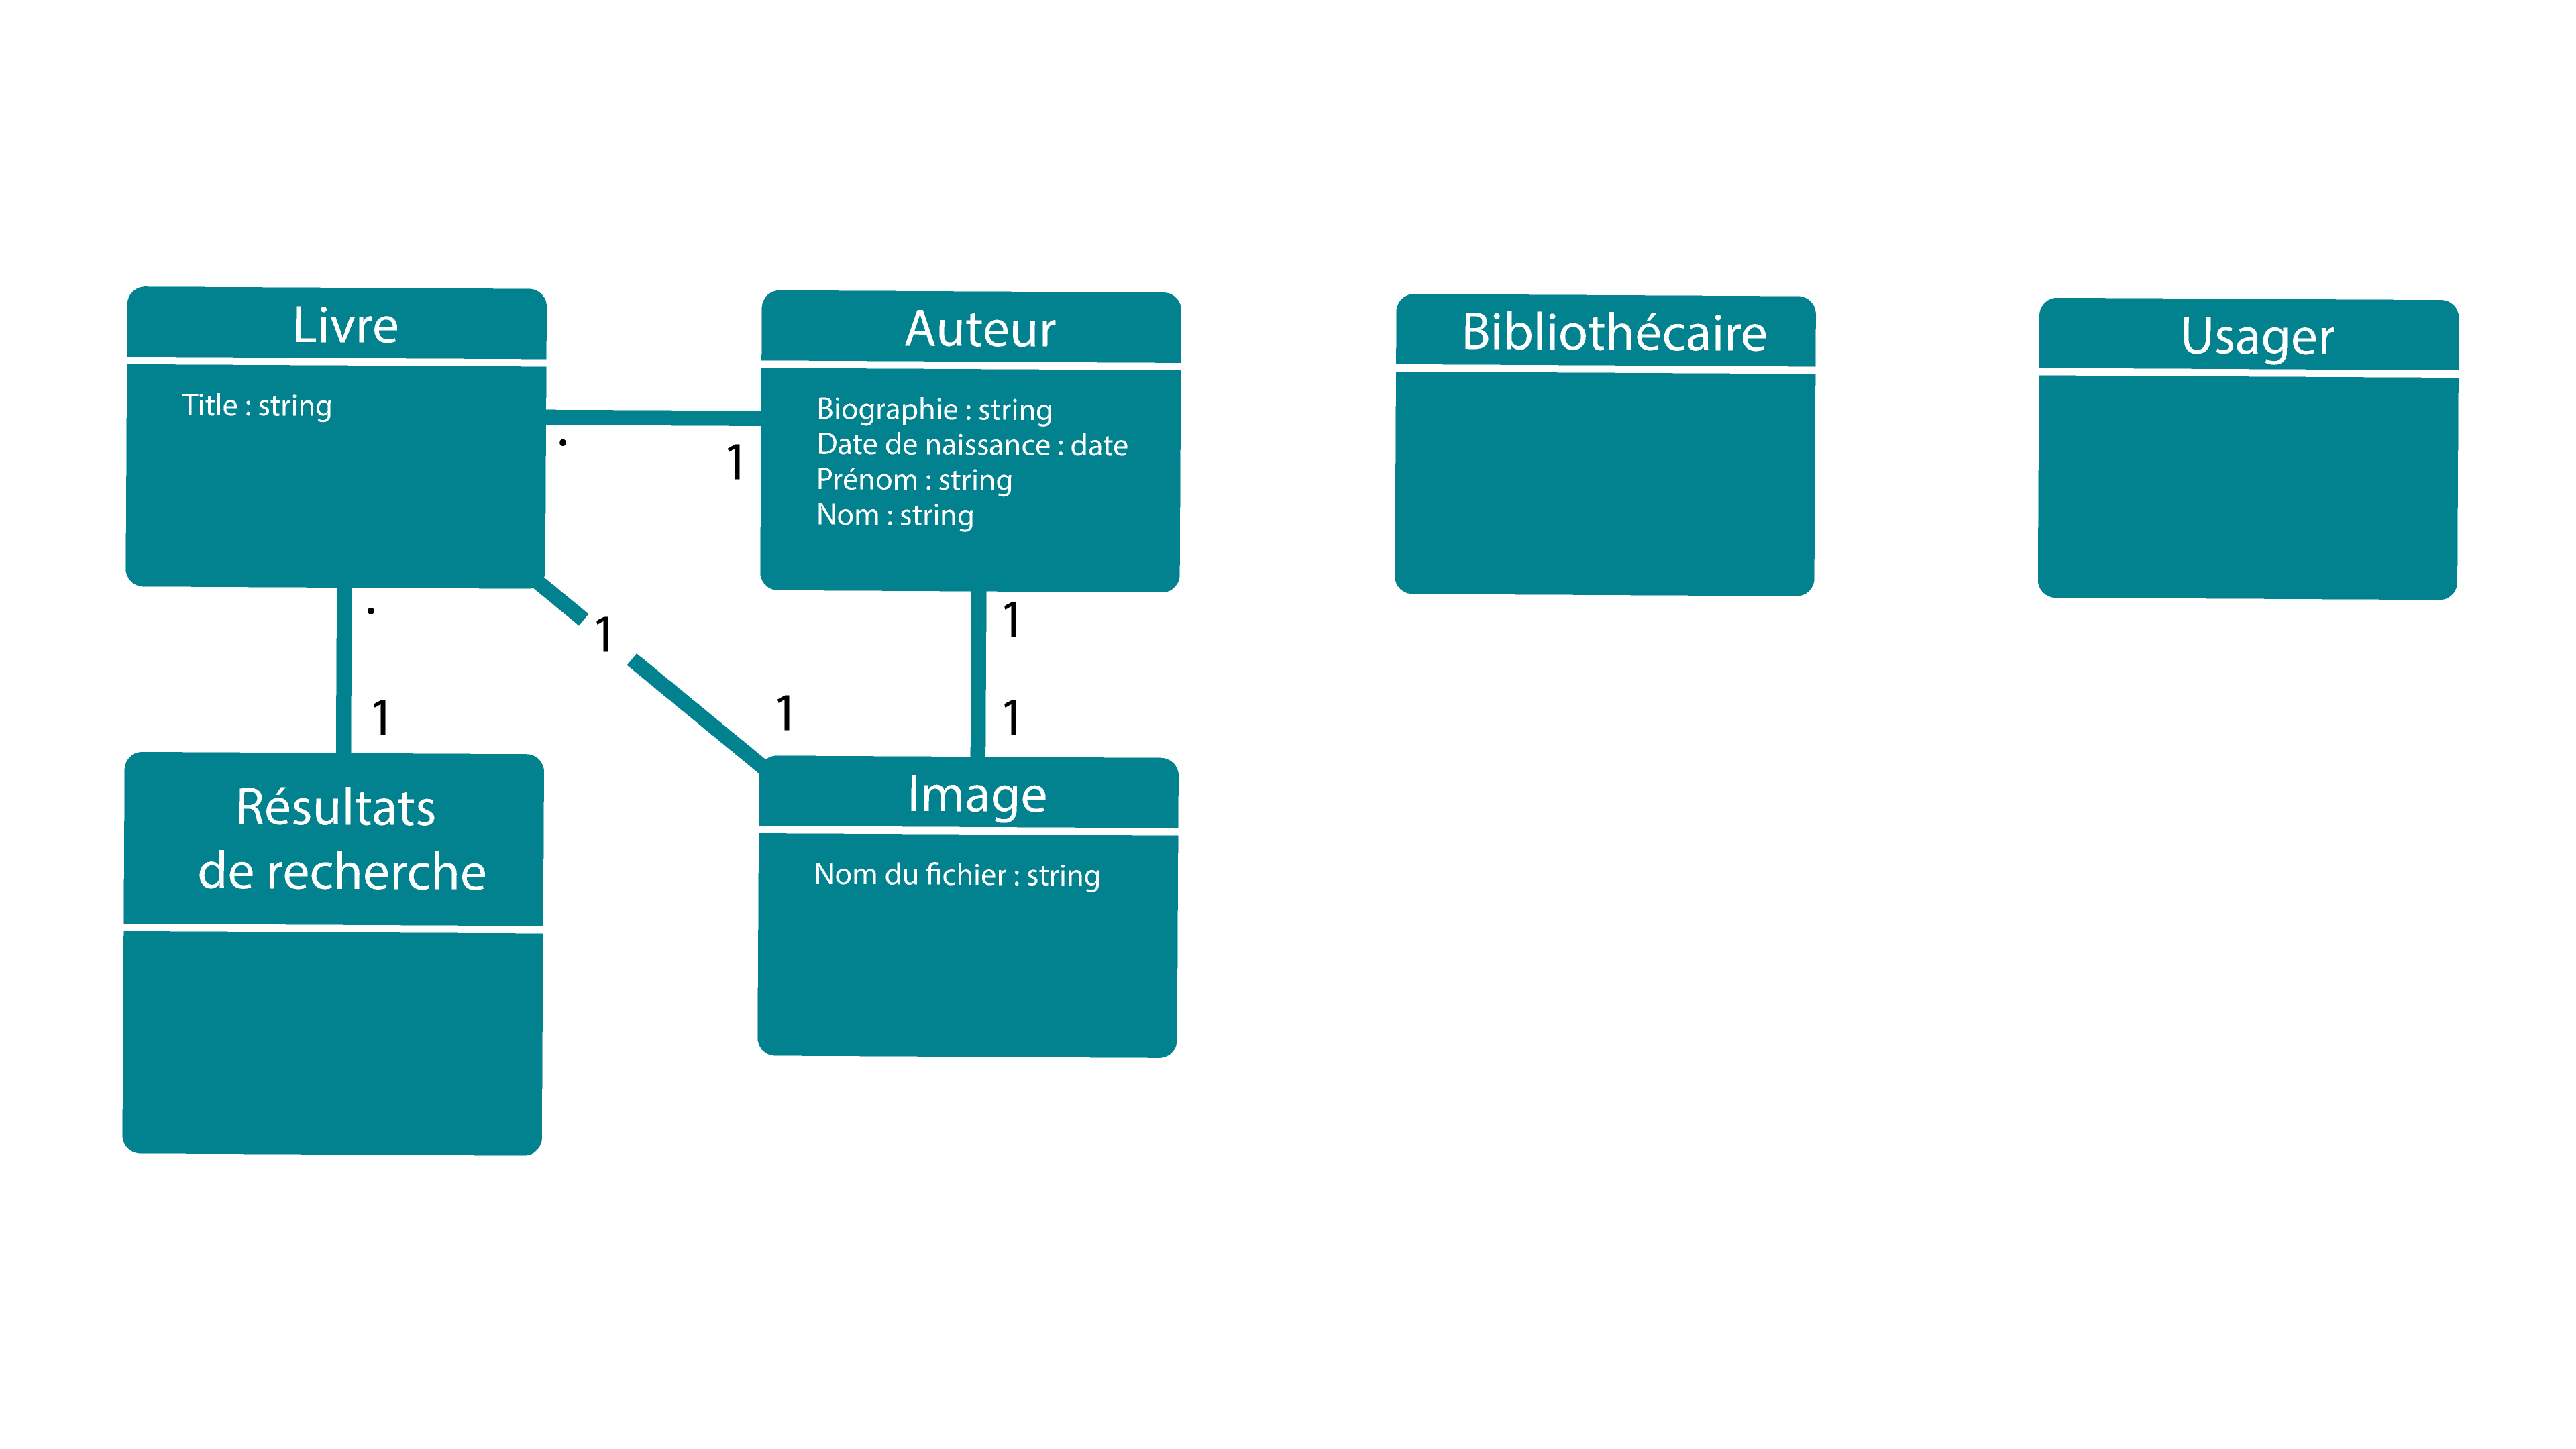 Livre
Title : string
Auteur
Biographie : string
Date de naissance : date
Prénom : string
Nom : string
Bibliothécaire
Usager
.
1
.
1
1
1
1
1
Résultats
de recherche
Image
Nom du fichier : string